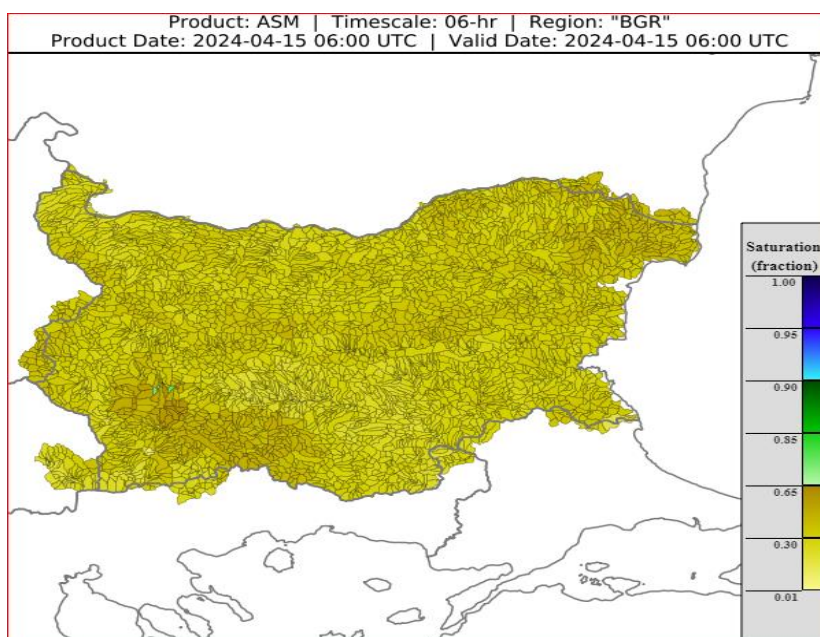 Product: ASM | Timescale: 06-hr | Region: "BGR"
Product Date: 2024-04-15 06:00 UTC | Valid Date: 2024-04-15 06:00 UTC
Saturation
(fraction)
1.00
0.95
0.90
0.85
0.65
0.30
0.01